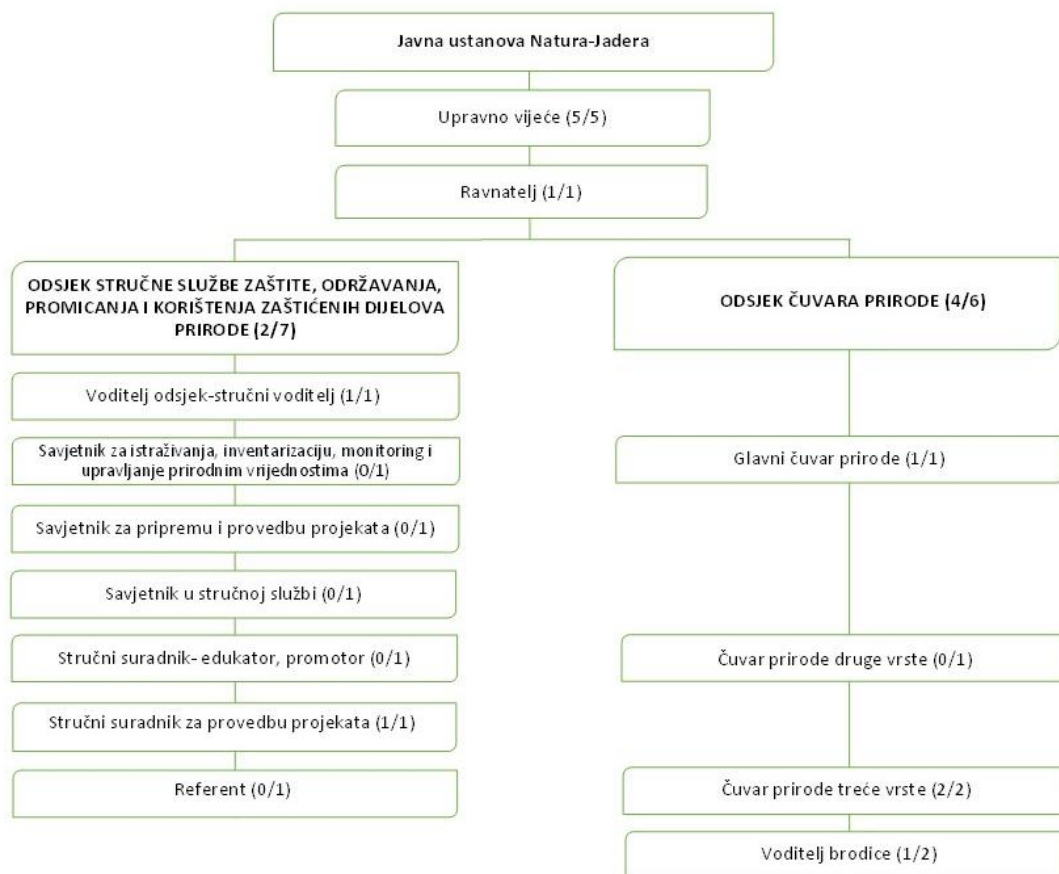 Javna ustanova Natura-Jadera
Upravno vijeće (5/5)
Ravnatelj (1/1)
ODSJEK STRUČNE SLUŽBE ZAŠTITE, ODRŽAVANJA,
PROMICANJA I KORIŠTENJA ZAŠTIĆENIH DIJELOVA
PRIRODE (2/7)
Voditelj odsjek-stručni voditelj (1/1)
Savjetnik za istraživanja, inventarizaciju, monitoring i
upravljanje prirodnim vrijednostima (0/1)
Savjetnik za pripremu i provedbu projekata (0/1)
Savjetnik u stručnoj službi (0/1)
Stručni suradnik- edukator, promotor (0/1)
Stručni suradnik za provedbu projekata (1/1)
Referent (0/1)
ODSJEK ČUVARA PRIRODE (4/6)
Glavni čuvar prirode (1/1)
Čuvar prirode druge vrste (0/1)
Čuvar prirode treće vrste (2/2)
Voditelj brodice (1/2)